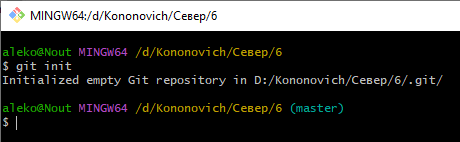 MINGW64:/d/Kononovich/Север/6
aleko@Nout MINGW64 /d/Kononovich/Север/6
$ git init
Initialized empty Git repository in D:/Kononovich/Север/6/.git/
aleko@Nout MINGW64 /d/Kononovich/Север/6 (master)
$